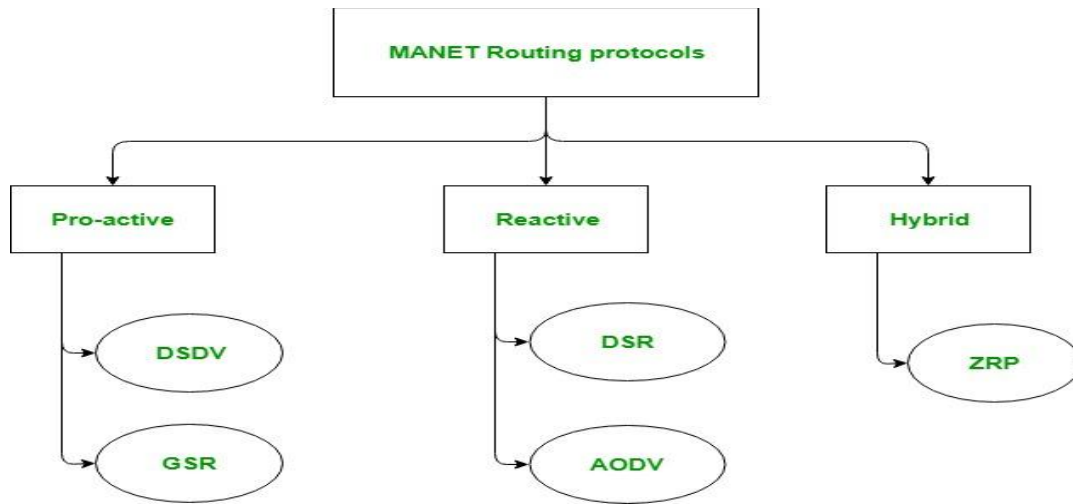 MANET Routing protocols
Pro-active
Reactive
Hybrid
DSDV
DSR
ZRP
GSR
AODV